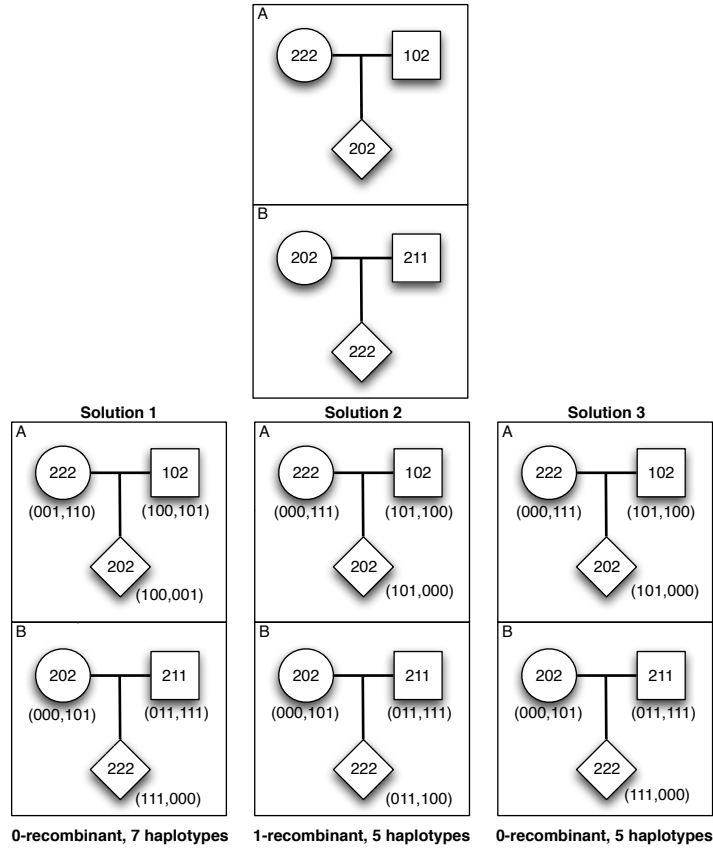 A
222 102
202
B
202 211
222
Solution 1 Solution 2 Solution 3
A A A
222 102 222 102 222 102
(001,110) (100,101) (000,111) (101,100) (000,111) (101,100)
202 202 202
(100,001) (101,000) (101,000)
B B B
202 211 202 211 202 211
(000,101) (011,111) (000,101) (011,111) (000,101) (011,111)
222 222 222
(111,000) (011,100) (111,000)
0-recombinant, 7 haplotypes 1-recombinant, 5 haplotypes 0-recombinant, 5 haplotypes